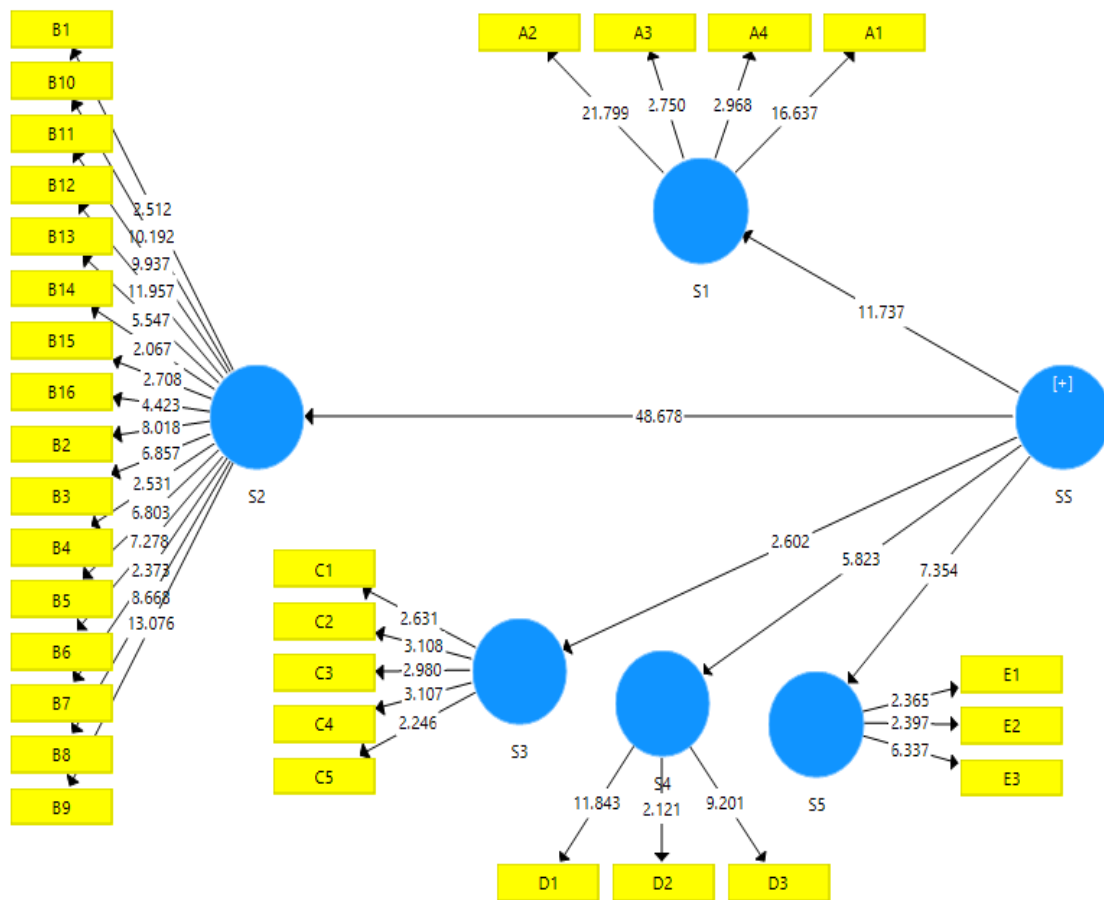 B1
B10
B11
B12
B13
B14
B15
B16
B2
B3
B4
B5
B6
B7
B8
B9
2.512
10.192
9.937
11.957
5.547
2.067
2.708
4.423
8.018
6.857
2.531
6.803
7.278
2.373
8.668
13.076
S2
A2
A3
A4
A1
21.799
2.750
2.968
16.637
S1
11.737
[+]
SS
48.678
2.602
5.823
7.354
C1
C2
C3
C4
C5
2.631
3.108
2.980
3.107
2.246
S3
S4
11.843
2.121
9.201
D1
D2
D3
S5
2.365
2.397
6.337
E1
E2
E3